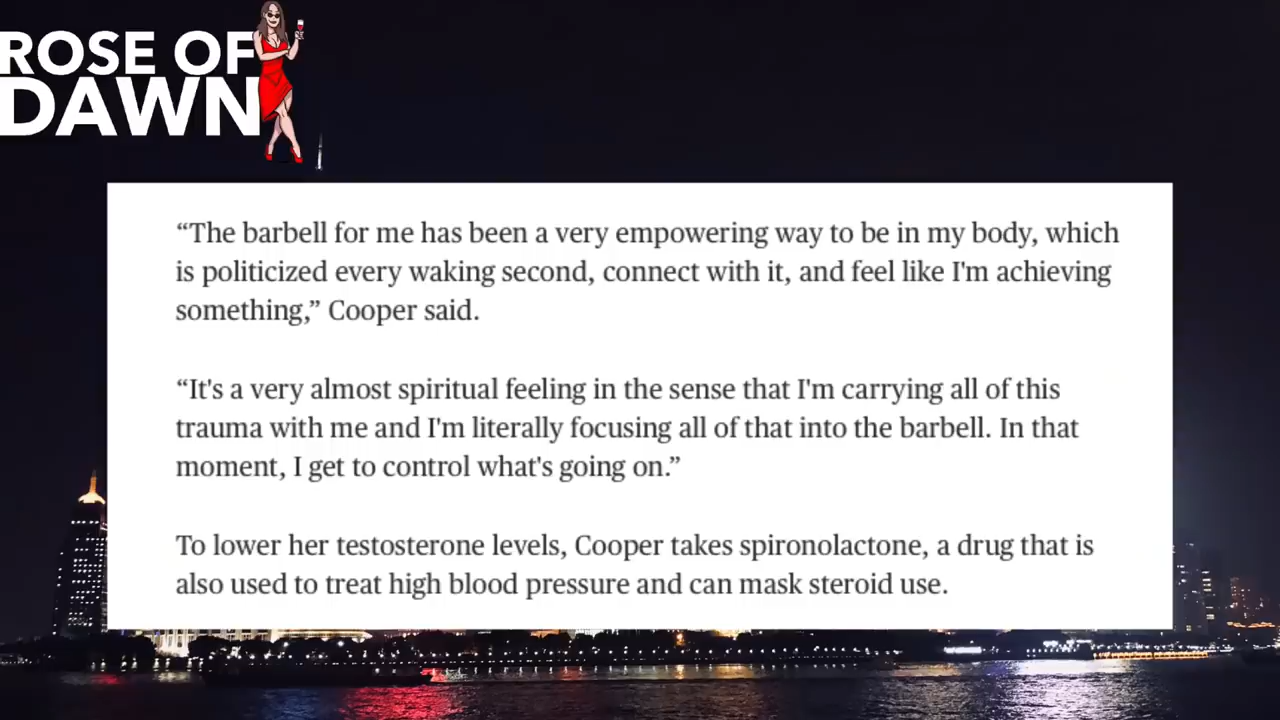 ROSE OF
DAWN
“The barbell for me has been a very empowering way to be in my body, which
is politicized every waking second, connect with it, and feel like I'm achieving
something,” Cooper said.
“It's a very almost spiritual feeling in the sense that I'm carrying all of this
trauma with me and I'm literally focusing all of that into the barbell. In that
moment, I get to control what's going on.”
To lower her testosterone levels, Cooper takes spironolactone, a drug that is
also used to treat high blood pressure and can mask steroid use.